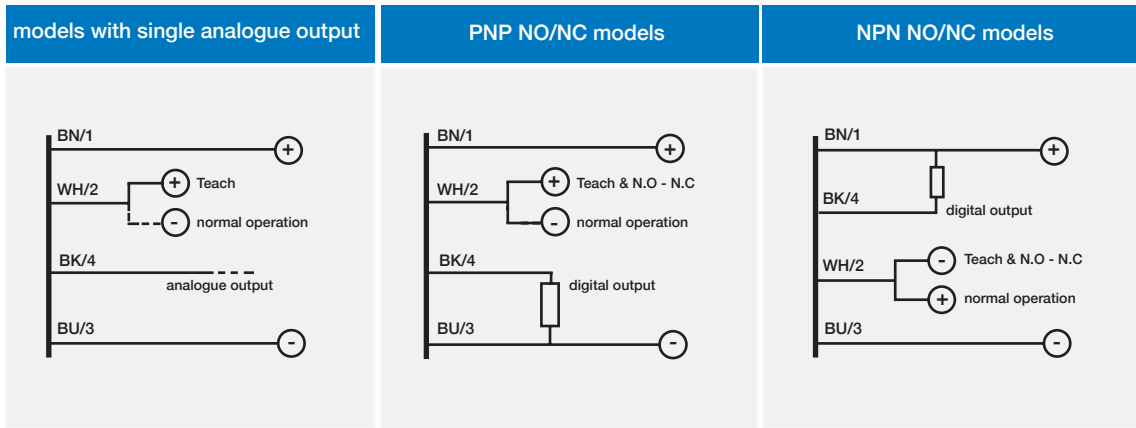 models with single analogue output
BN/1
+
WH/2
+ Teach
- normal operation
BK/4
analogue output
BU/3
-
PNP NO/NC models
BN/1
+
WH/2
+ Teach & N.O - N.C
- normal operation
BK/4
digital output
BU/3
-
NPN NO/NC models
BN/1
+
BK/4
digital output
WH/2
- Teach & N.O - N.C
+ normal operation
BU/3
-